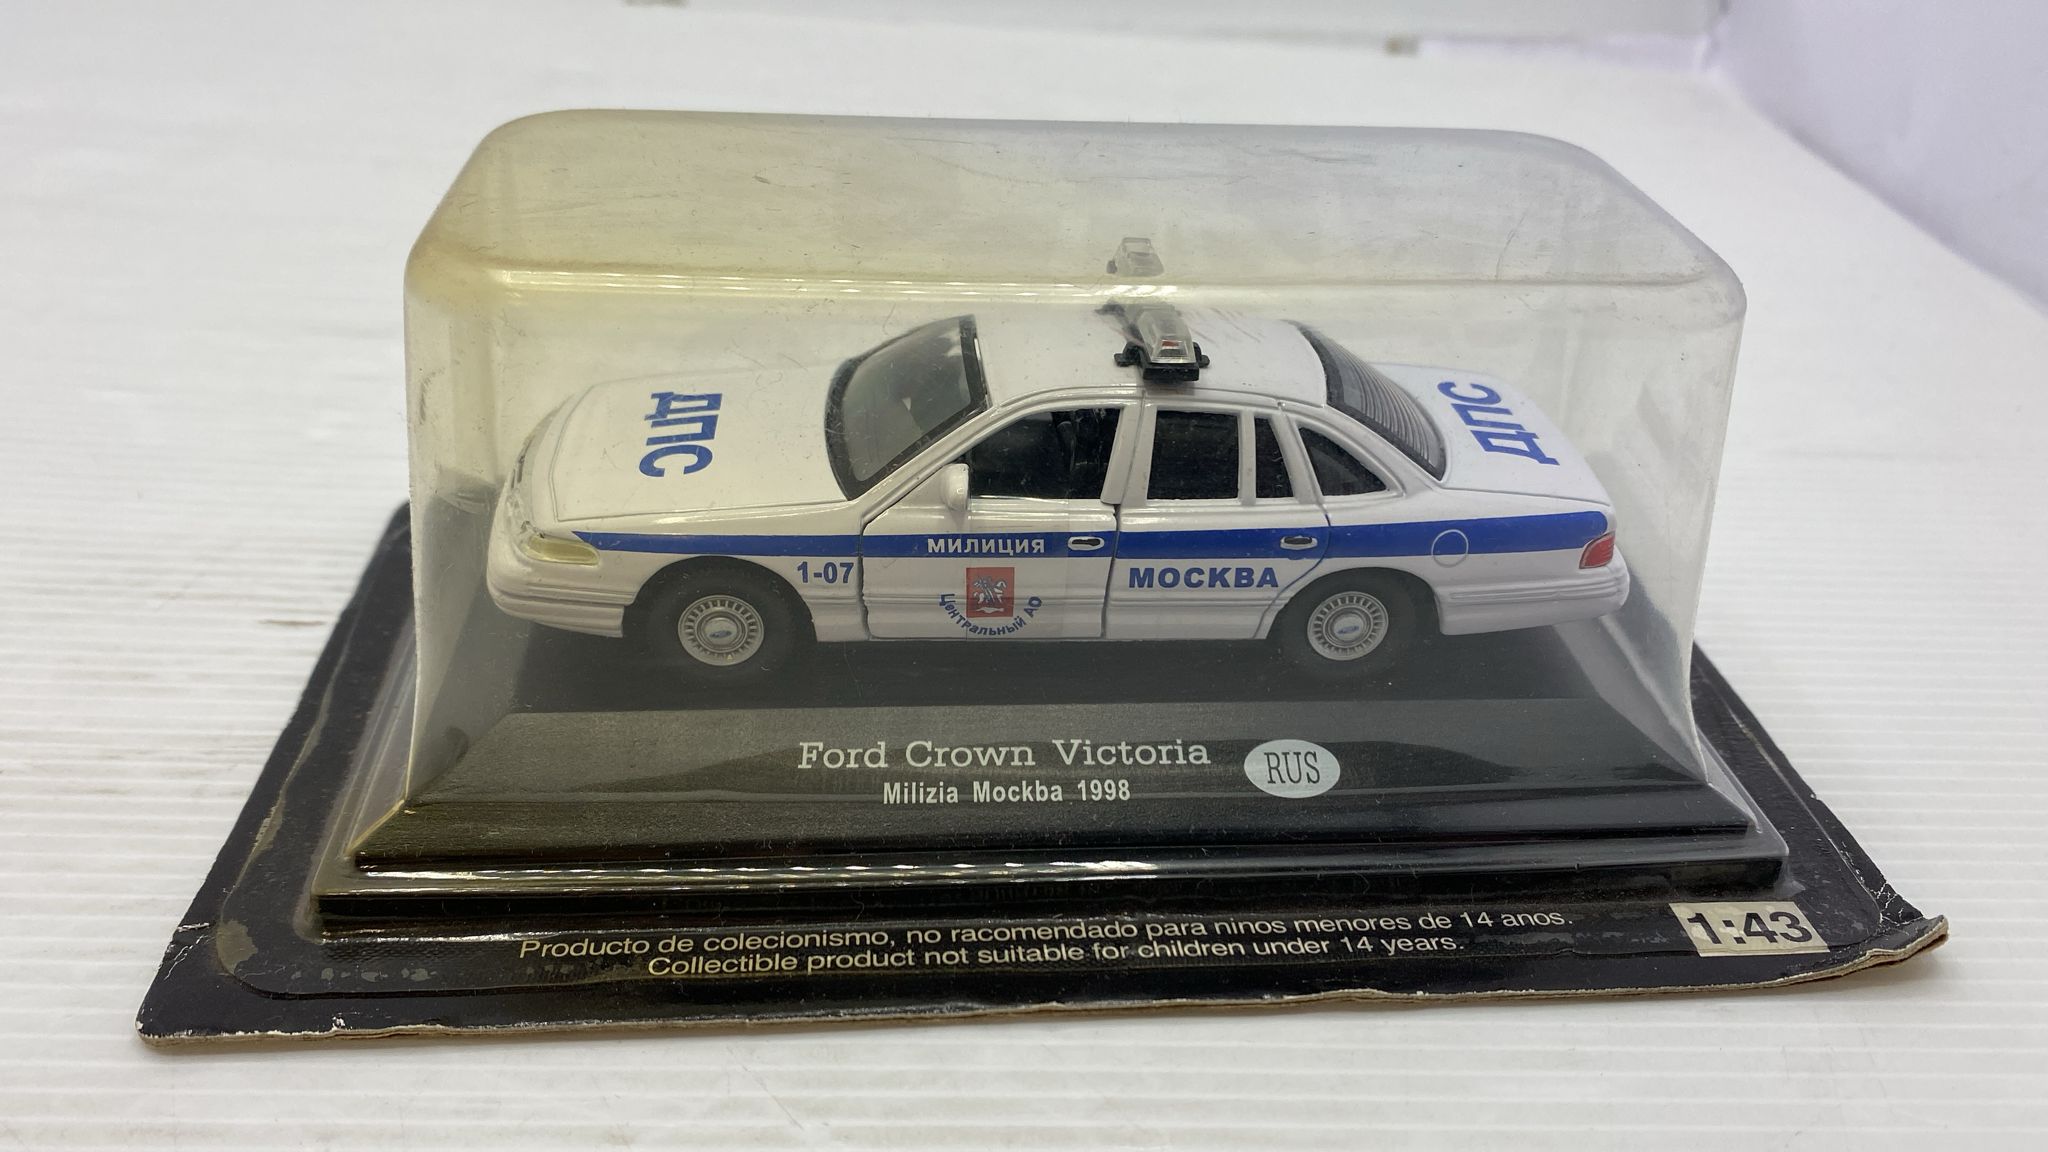 ДПС
ДПС
МИЛИЦИЯ
1-07
МОСКВА
Центральный АО
Ford Crown Victoria
RUS
Milizia Mockba 1998
Producto de colecionismo, no racomendado para ninos menores de 14 anos.
Collectible product not suitable for children under 14 years.
1:43